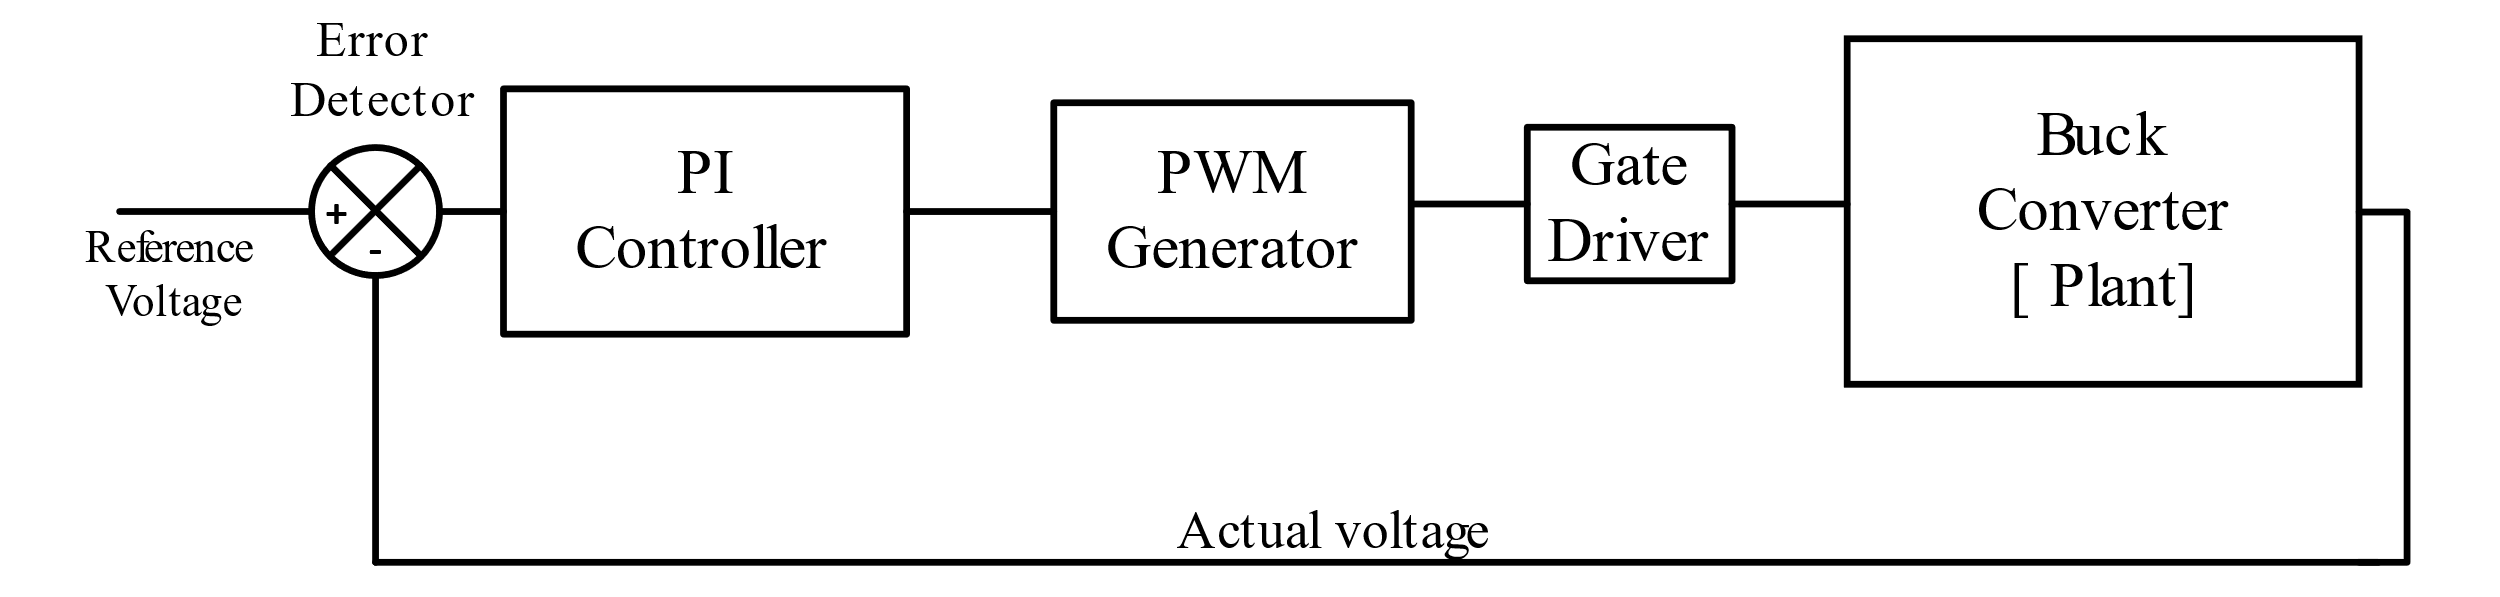 Error
Detector
+
-
Reference
Voltage
PI
Controller
PWM
Generator
Gate
Driver
Buck
Converter
[ Plant]
Actual voltage